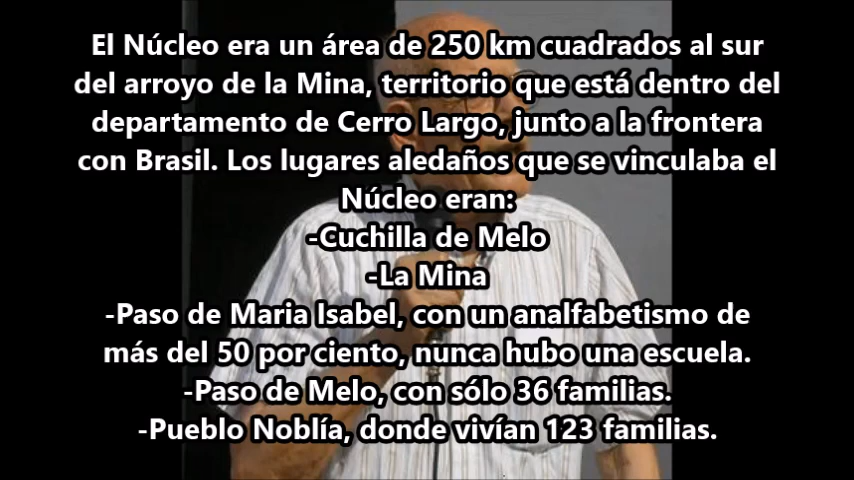 El Núcleo era un área de 250 km cuadrados al sur
del arroyo de la Mina, territorio que está dentro del
departamento de Cerro Largo, junto a la frontera
con Brasil. Los lugares aledaños que se vinculaba el
Núcleo eran:
-Cuchilla de Melo
-La Mina
-Paso de Maria Isabel, con un analfabetismo de
más del 50 por ciento, nunca hubo una escuela.
-Paso de Melo, con sólo 36 familias.
-Pueblo Noblía, donde vivían 123 familias.